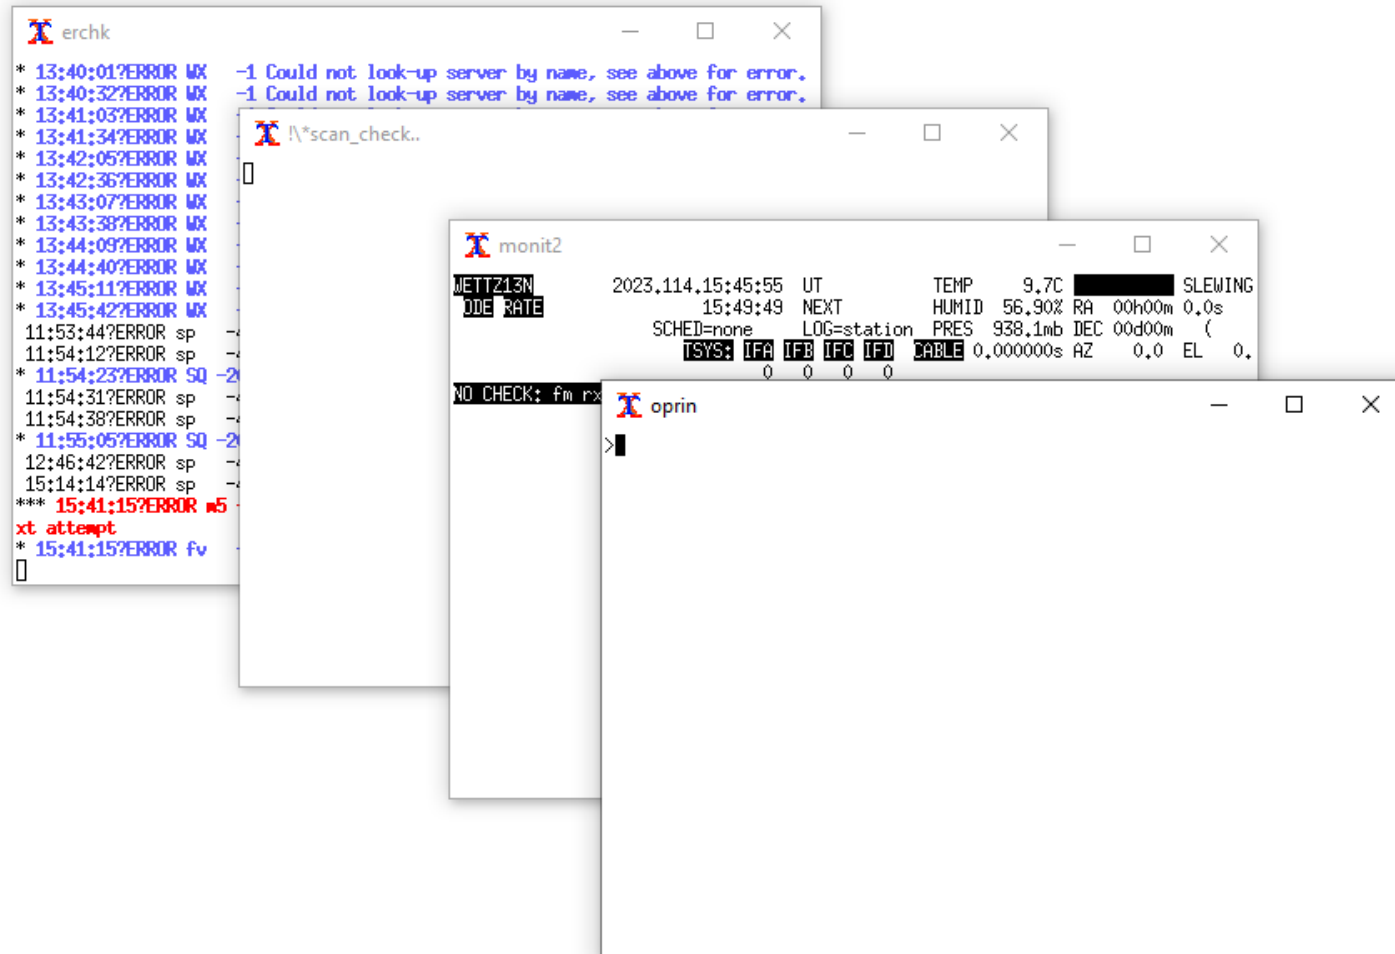 erchk
* 13:40:01?ERROR WX -1 Could not look-up server by name, see above for error.
* 13:40:32?ERROR WX -1 Could not look-up server by name, see above for error.
* 13:41:03?ERROR WX
* 13:41:34?ERROR WX
* 13:42:05?ERROR WX
* 13:42:36?ERROR WX
* 13:43:07?ERROR WX
* 13:43:38?ERROR WX
* 13:44:09?ERROR WX
* 13:44:40?ERROR WX
* 13:45:11?ERROR WX
* 13:45:42?ERROR WX
11:53:44?ERROR sp
11:54:12?ERROR sp
* 11:54:23?ERROR SQ
11:54:31?ERROR sp
11:54:38?ERROR sp
* 11:55:05?ERROR SQ
12:46:42?ERROR sp
15:14:14?ERROR sp
*** 15:41:15?ERROR m5
xt attempt
* 15:41:15?ERROR fv
!\*scan_check..
monit2
WETTZ13N 2023.114.15:45:55 UT TEMP 9.7C SLEWING
ODE RATE 15:49:49 NEXT HUMID 56.90% RA 00h00m 0.0s
SCHED=none LOG=station PRES 938.1mb DEC 00d00m (
TSYS: IFA IFB IFC IFD CABLE 0.000000s AZ 0.0 EL 0.
0 0 0 0
NO CHECK: fm rx
oprin
>